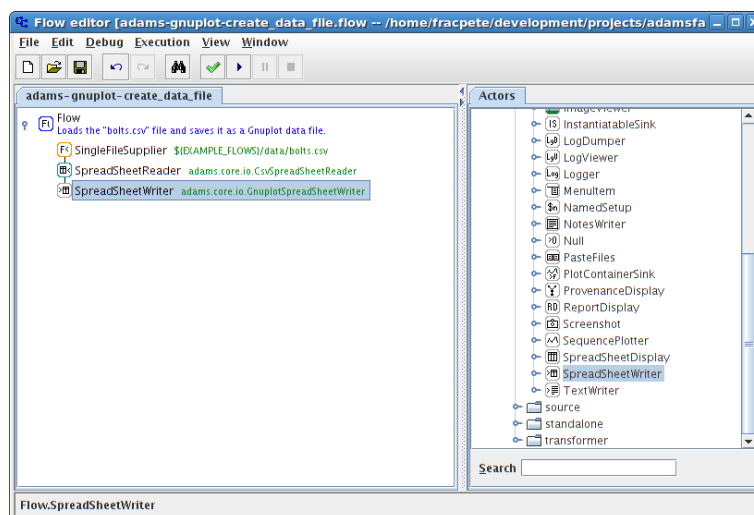 Flow editor [adams-gnuplot-create_data_file.flow -- /home/fracpete/development/projects/adamsfa
File Edit Debug Execution View Window
adams-gnuplot-create_data_file
Flow
Loads the "bolts.csv" file and saves it as a Gnuplot data file.
SingleFileSupplier $(EXAMPLE_FLOWS)/data/bolts.csv
SpreadSheetReader adams.core.io.CsvSpreadSheetReader
SpreadSheetWriter adams.core.io.GnuplotSpreadSheetWriter
Actors
ImageViewer
InstantiatableSink
LogDumper
LogViewer
Logger
MenuItem
NamedSetup
NotesWriter
Null
PasteFiles
PlotContainerSink
ProvenanceDisplay
ReportDisplay
Screenshot
SequencePlotter
SpreadSheetDisplay
SpreadSheetWriter
TextWriter
source
standalone
transformer
Search
Flow.SpreadSheetWriter